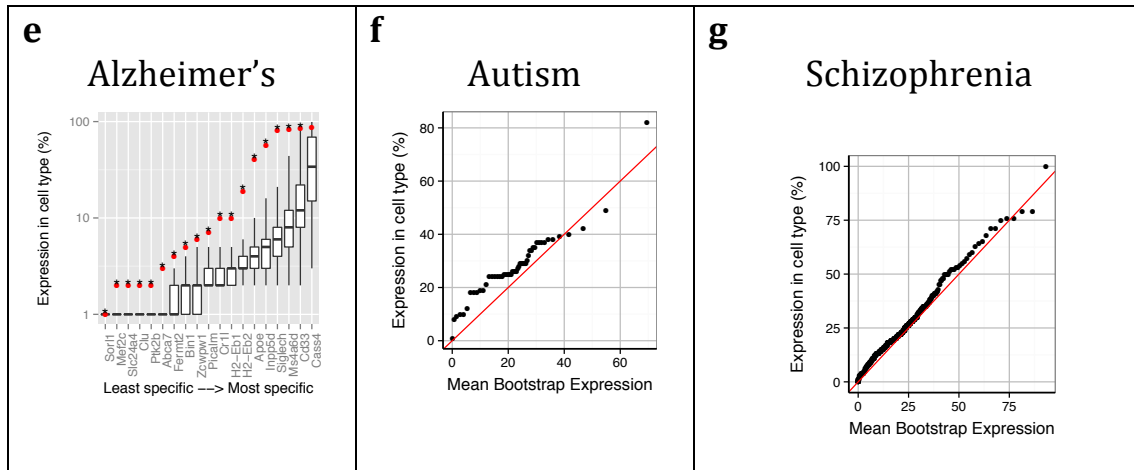 e
Alzheimer's
Expression in cell type (%)
100
10
1
Sorl1
Mef2c
Slc24a4
Clu
Ptk2b
Abca7
Fermt2
Bin1
Zcwpw1
Picalm
Cr1l
H2−Eb1
H2−Eb2
Apoe
Inpp5d
Siglech
Ms4a6d
Cd33
Cass4
Least specific −−> Most specific
f
Autism
Expression in cell type (%)
80
60
40
20
0
0 20 40 60
Mean Bootstrap Expression
g
Schizophrenia
Expression in cell type (%)
100
75
50
25
0
0 25 50 75
Mean Bootstrap Expression